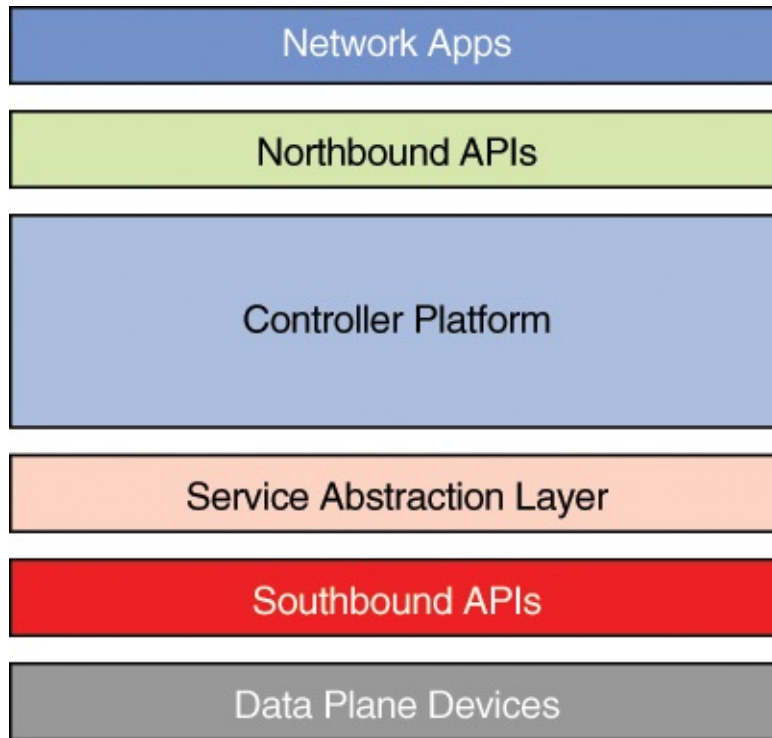 Network Apps
Northbound APIs
Controller Platform
Service Abstraction Layer
Southbound APIs
Data Plane Devices